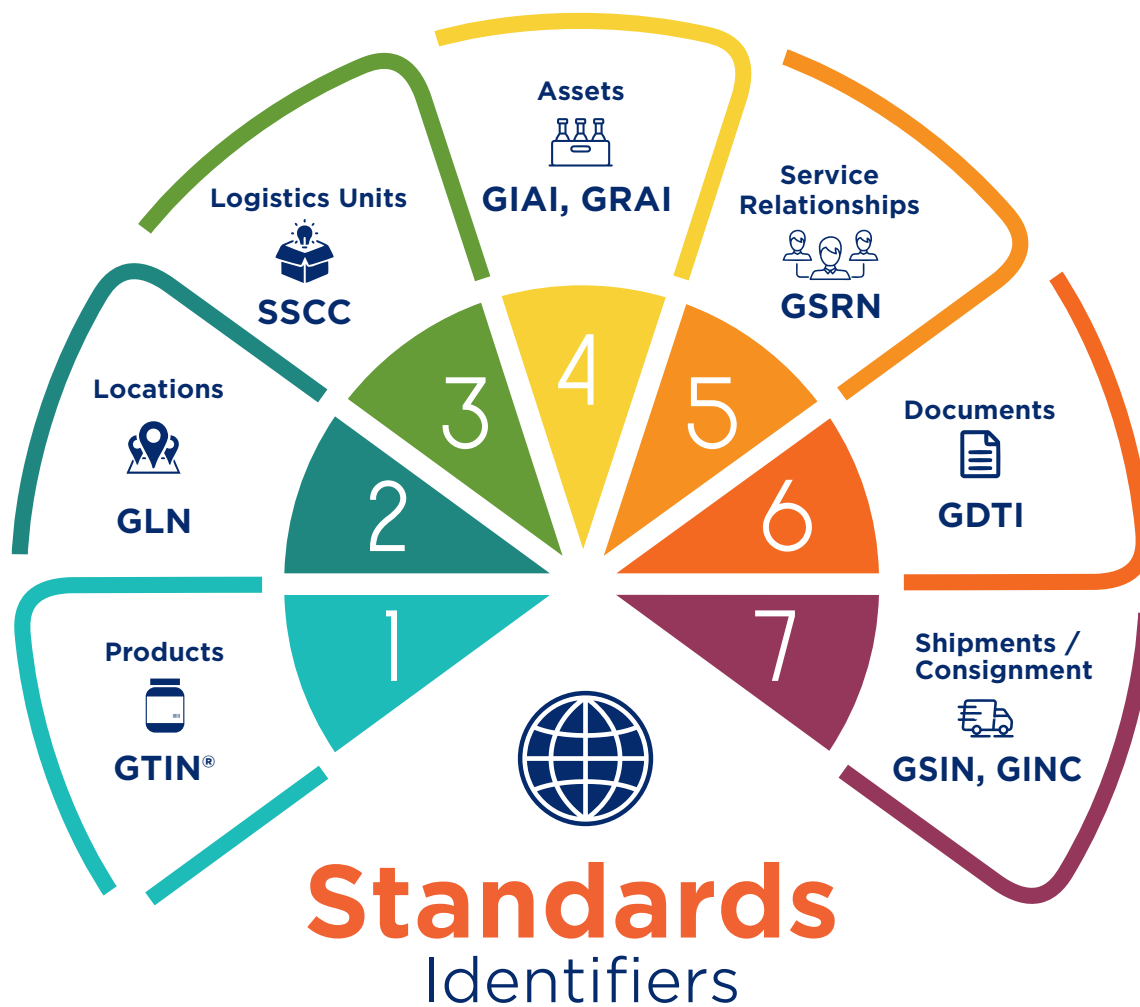 Products
GTIN®
1
Locations
GLN
2
Logistics Units
SSCC
3
Assets
GIAI, GRAI
4
Service
Relationships
GSRN
5
Documents
GDTI
6
Shipments /
Consignment
GSIN, GINC
7
Standards
Identifiers